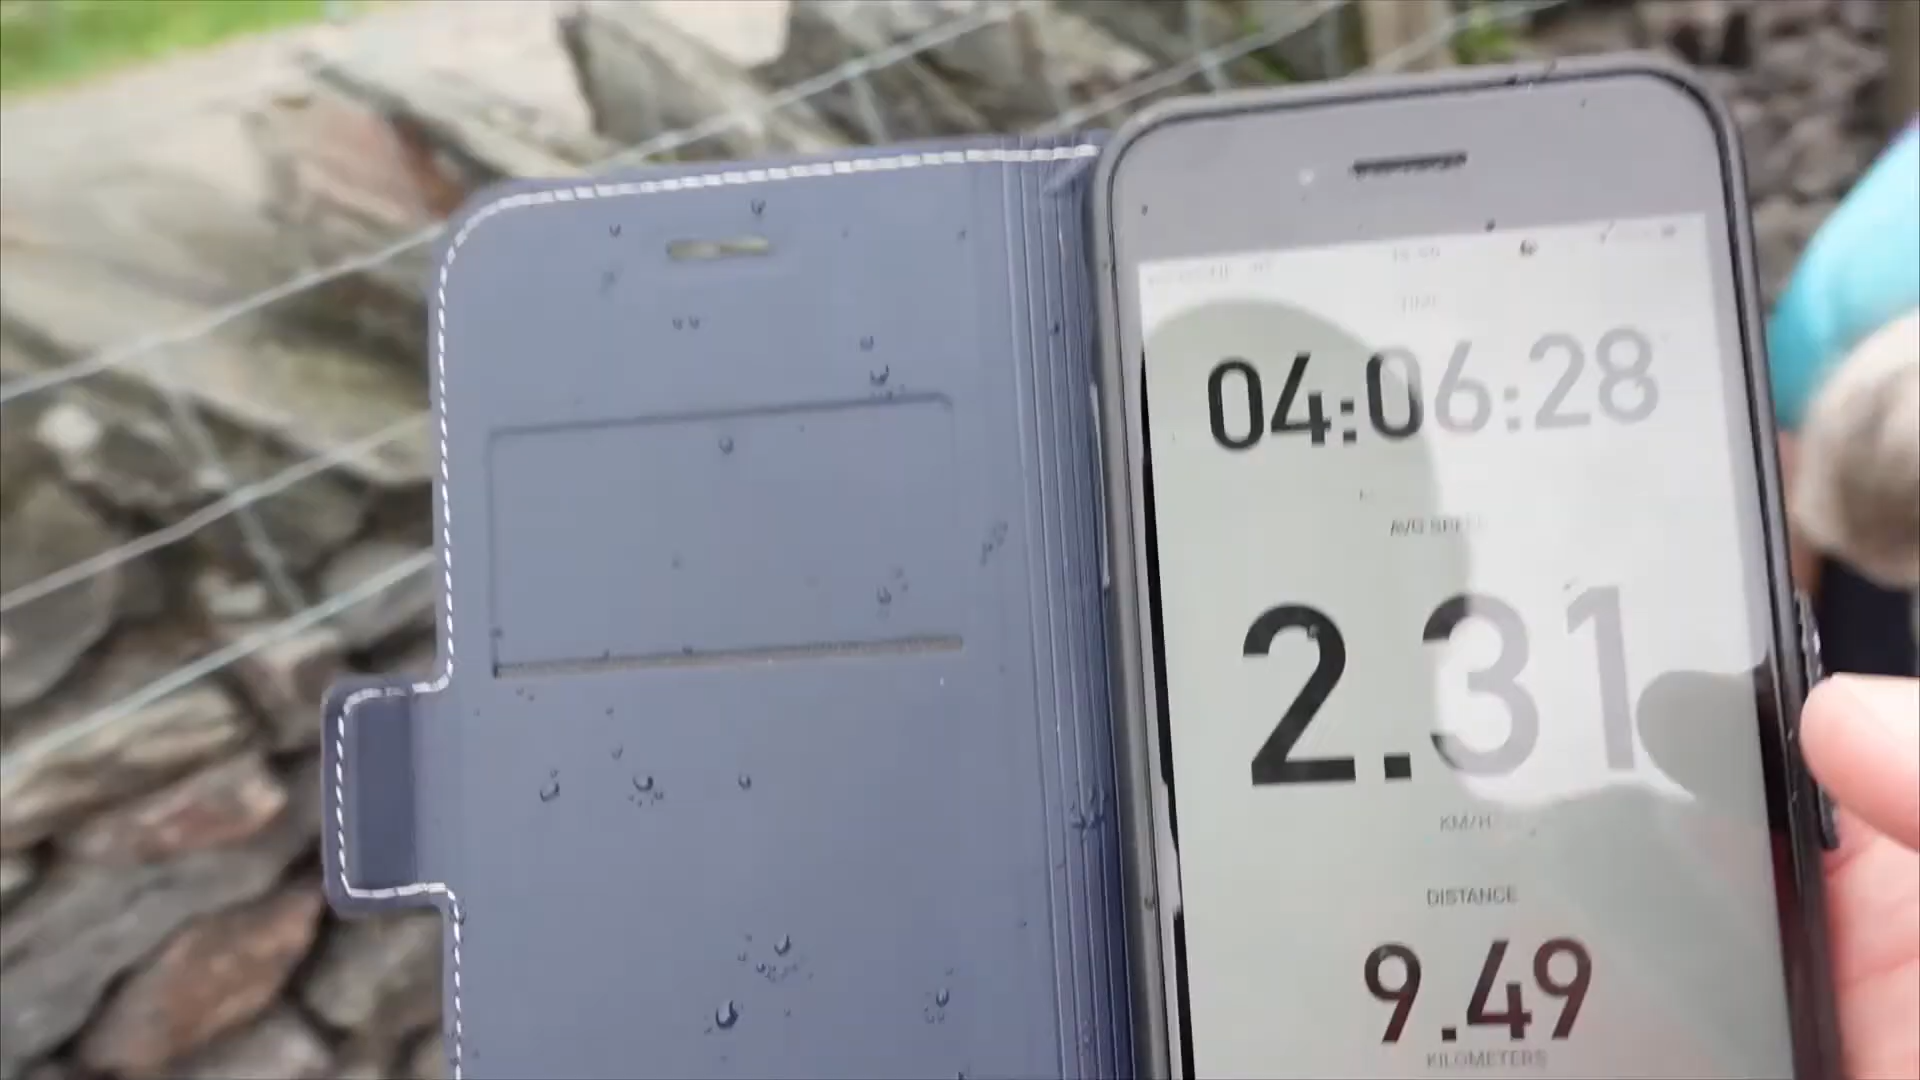 TIME
04:06:28
AVG SPEED
2.31
KM/H
DISTANCE
9.49
KILOMETERS